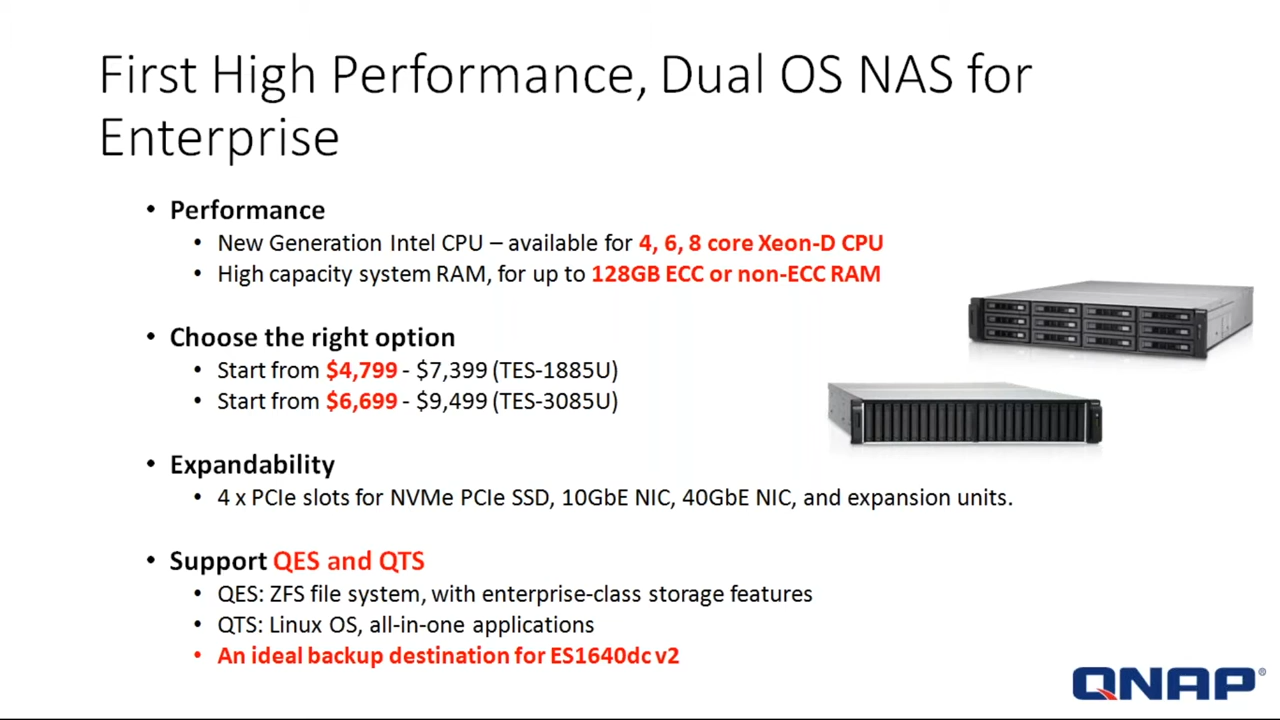 First High Performance, Dual OS NAS for
Enterprise
• Performance
• New Generation Intel CPU – available for 4, 6, 8 core Xeon-D CPU
• High capacity system RAM, for up to 128GB ECC or non-ECC RAM
• Choose the right option
• Start from $4,799 - $7,399 (TES-1885U)
• Start from $6,699 - $9,499 (TES-3085U)
• Expandability
• 4 x PCIe slots for NVMe PCIe SSD, 10GbE NIC, 40GbE NIC, and expansion units.
• Support QES and QTS
• QES: ZFS file system, with enterprise-class storage features
• QTS: Linux OS, all-in-one applications
• An ideal backup destination for ES1640dc v2
QNAP®